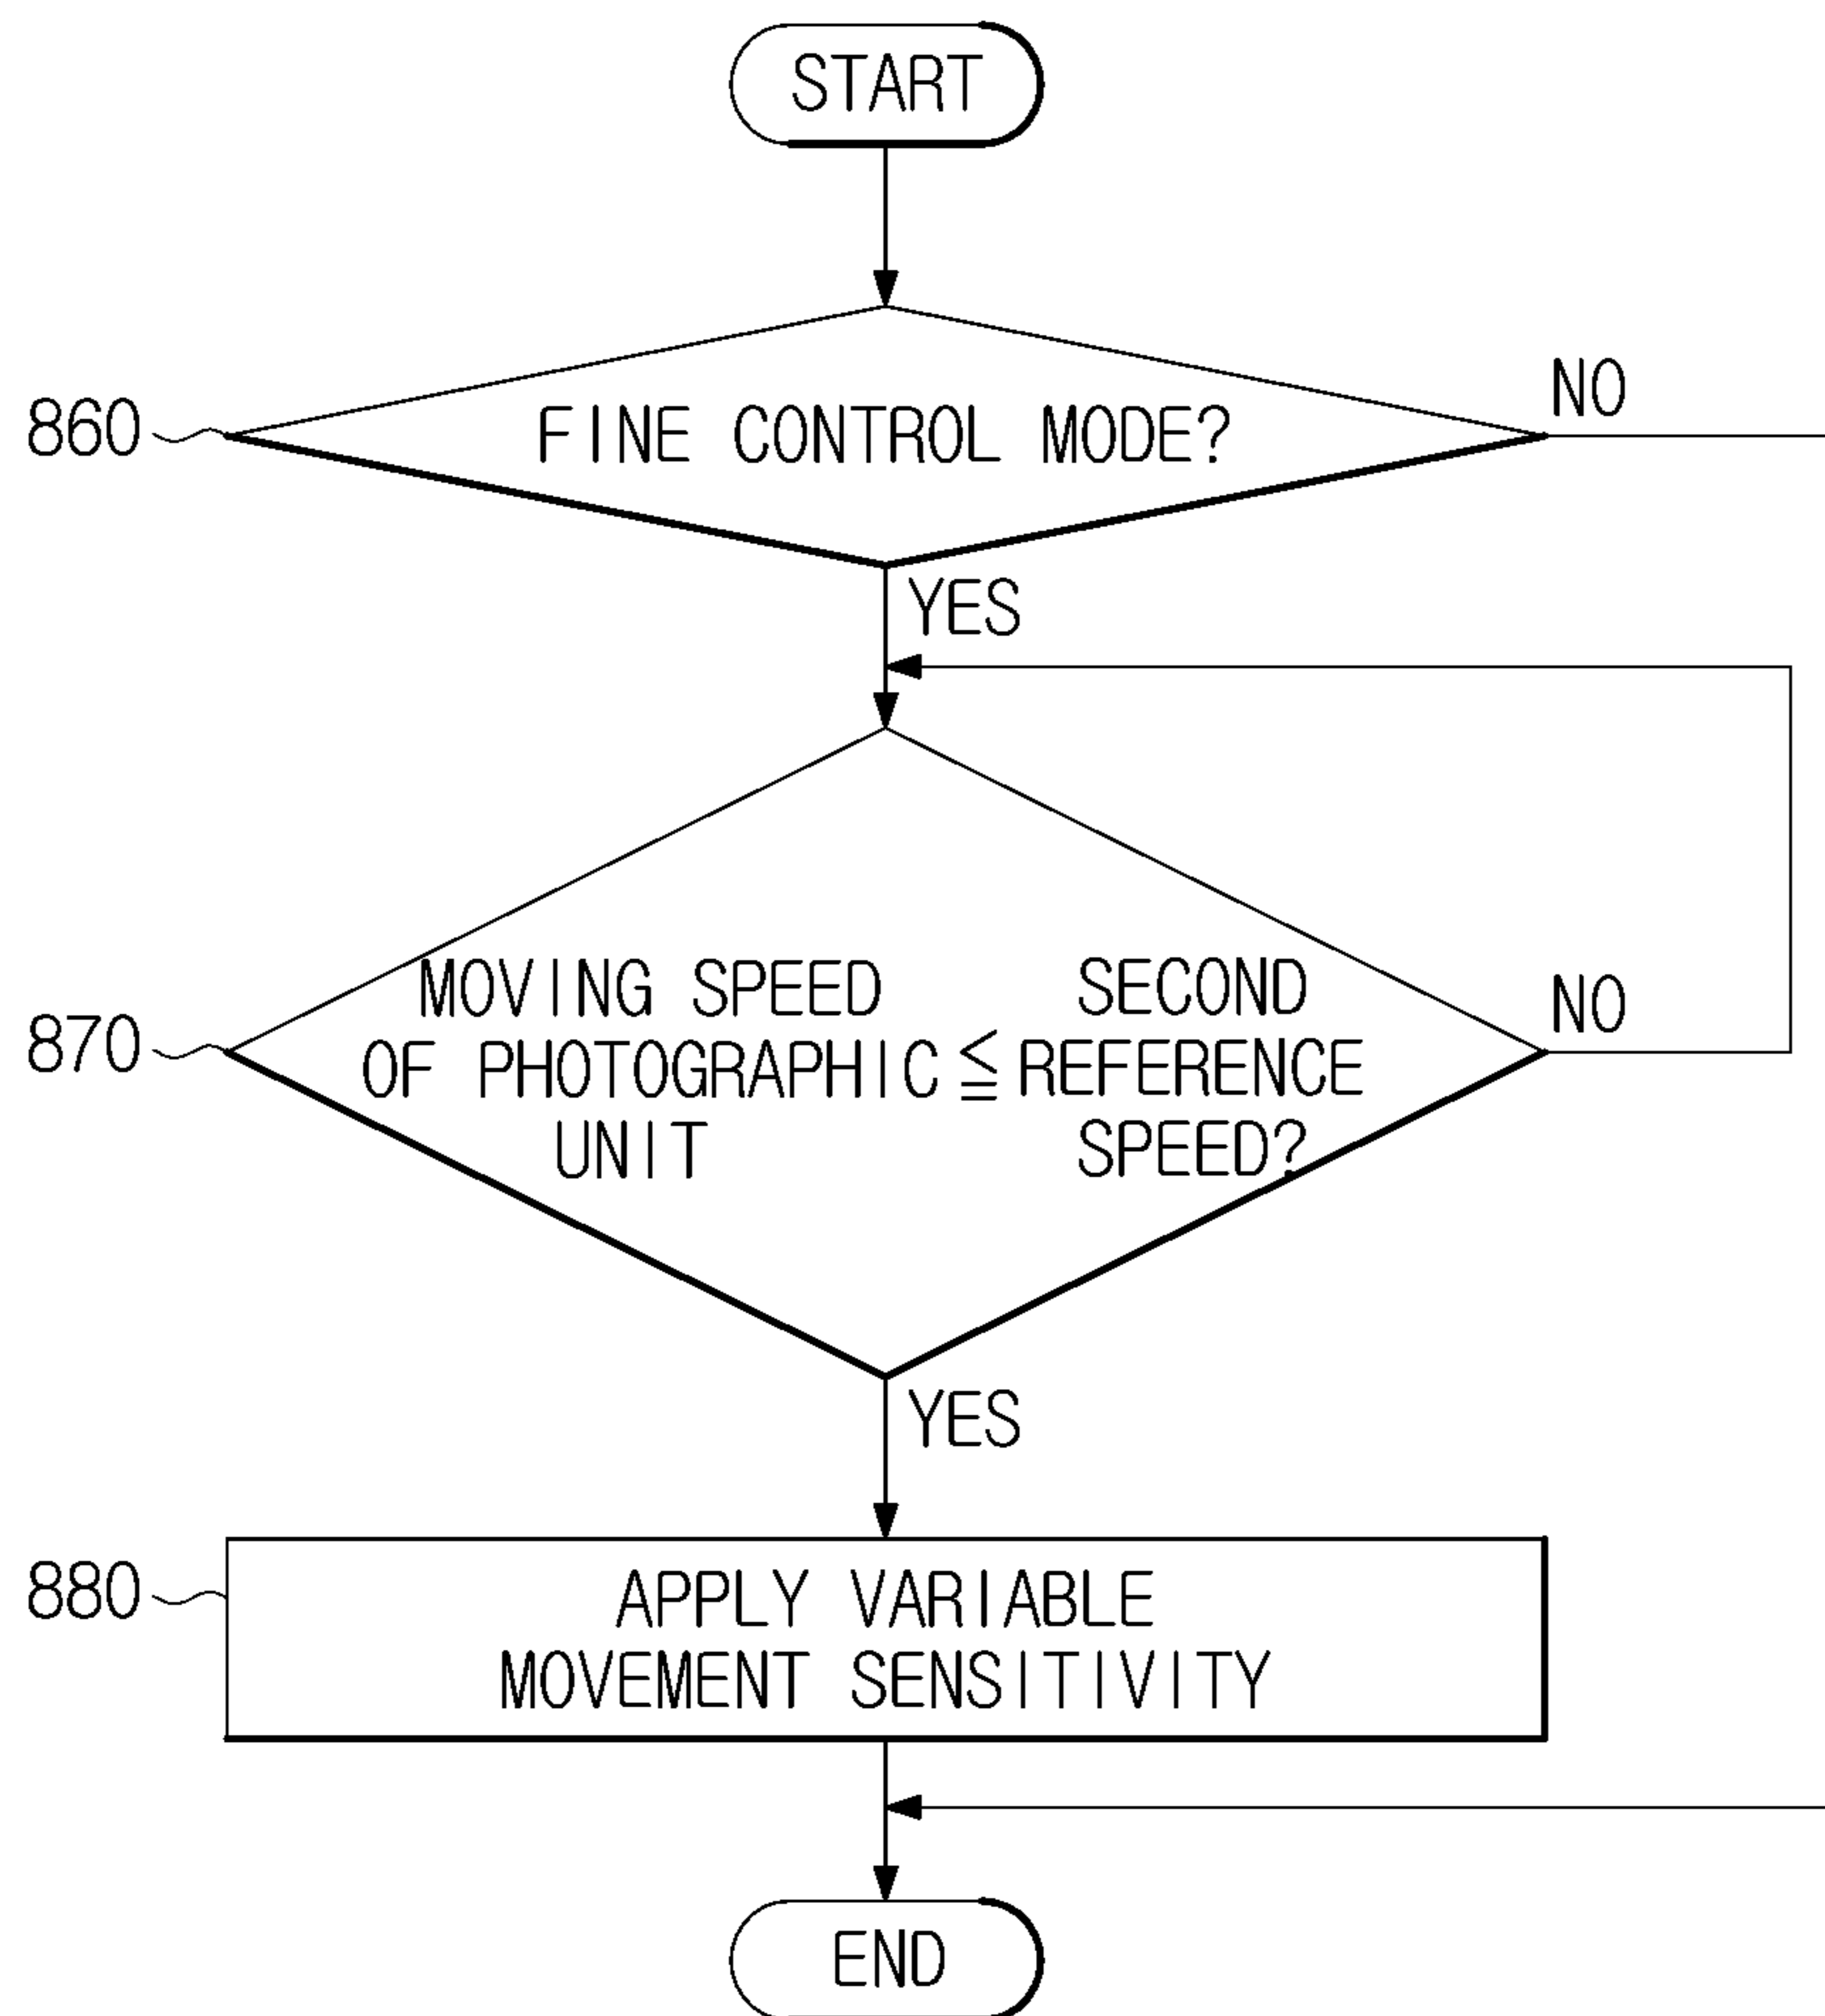 START
860
FINE CONTROL MODE?
NO
YES
870
MOVING SPEED
OF PHOTOGRAPHIC
UNIT
≦
SECOND
REFERENCE
SPEED?
NO
YES
880
APPLY VARIABLE
MOVEMENT SENSITIVITY
END